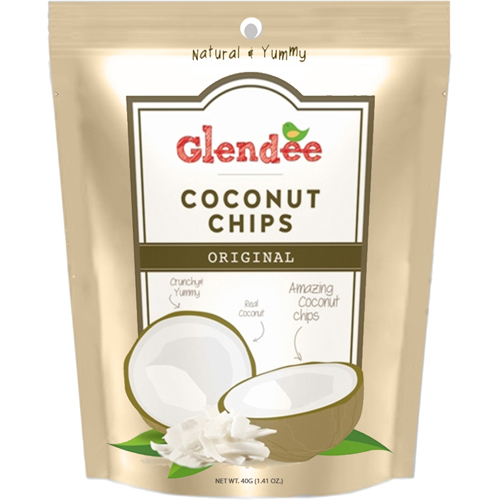 Natural & Yummy
Glendee
COCONUT
CHIPS
ORIGINAL
Crunchy &
Yummy
Real
Coconut
Amazing
Coconut
chips
NET WT. 40G (1.41 OZ.)